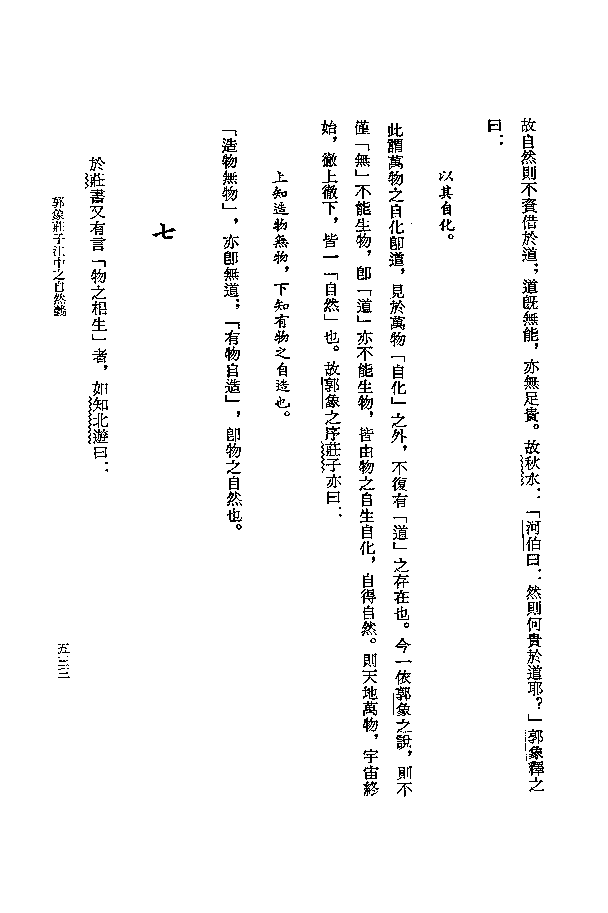 故自然則不資借於道；道既無能，亦無足貴。故秋水：「河伯曰：然則何貴於道耶？」郭象釋之
曰：
以其自化。
此謂萬物之自化卽道，見於萬物「自化」之外，不復有「道」之存在也。今一依郭象之說，則不
僅「無」不能生物，卽「道」亦不能生物，皆由物之自生自化，自得自然。則天地萬物，宇宙終
始，徹上徹下，皆一「自然」也。故郭象之序莊子亦曰：
上知造物無物，下知有物之自造也。
「造物無物」，亦卽無道；「有物自造」，卽物之自然也。
七
於莊書又有言「物之相生」者，如知北遊曰：
郭象莊子注中之自然義
五三三